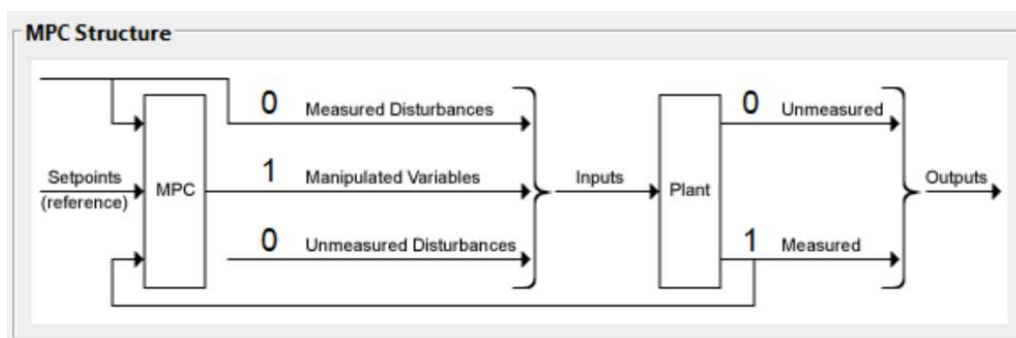 MPC Structure
0 Measured Disturbances
0 Unmeasured
Setpoints
(reference)
MPC
1 Manipulated Variables
Inputs
Plant
Outputs
0 Unmeasured Disturbances
1 Measured